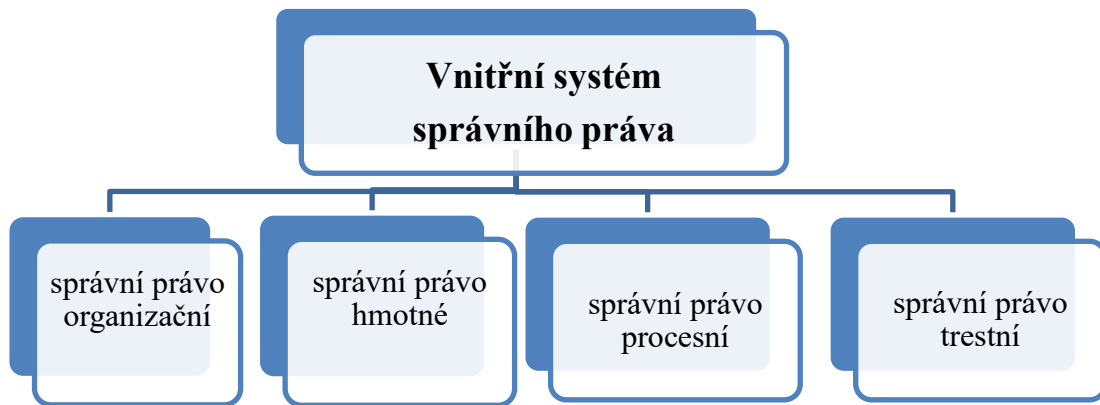 Vnitřní systém
správního práva
správní právo
organizační
správní právo
hmotné
správní právo
procesní
správní právo
trestní